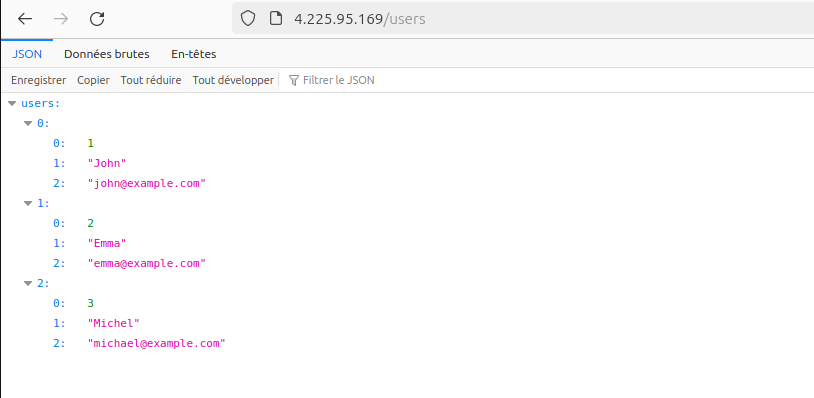 4.225.95.169/users
JSON Données brutes En-têtes
Enregistrer Copier Tout réduire Tout développer Filtrer le JSON
users:
0:
0: 1
1: "John"
2: "john@example.com"
1:
0: 2
1: "Emma"
2: "emma@example.com"
2:
0: 3
1: "Michel"
2: "michael@example.com"